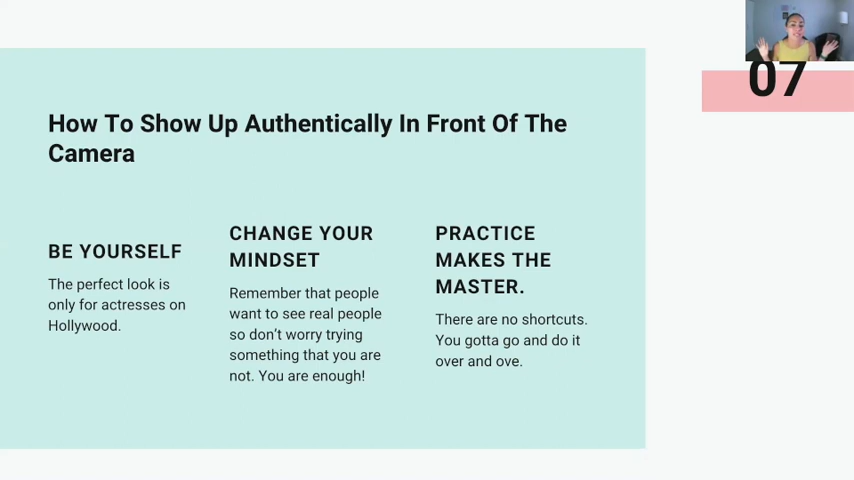 07
How To Show Up Authentically In Front Of The
Camera
BE YOURSELF
The perfect look is
only for actresses on
Hollywood.
CHANGE YOUR
MINDSET
Remember that people
want to see real people
so don't worry trying
something that you are
not. You are enough!
PRACTICE
MAKES THE
MASTER.
There are no shortcuts.
You gotta go and do it
over and ove.